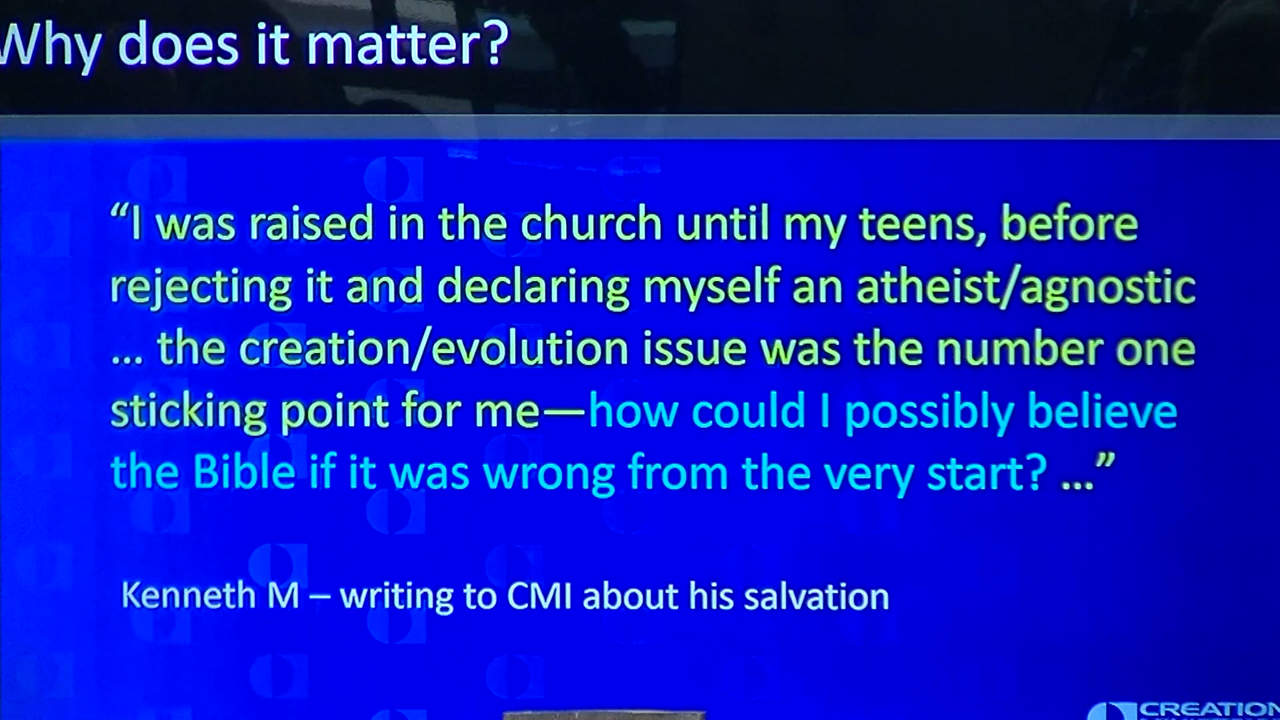 Why does it matter?
“I was raised in the church until my teens, before
rejecting it and declaring myself an atheist/agnostic
... the creation/evolution issue was the number one
sticking point for me—how could I possibly believe
the Bible if it was wrong from the very start? ...”
Kenneth M – writing to CMI about his salvation
CREATION